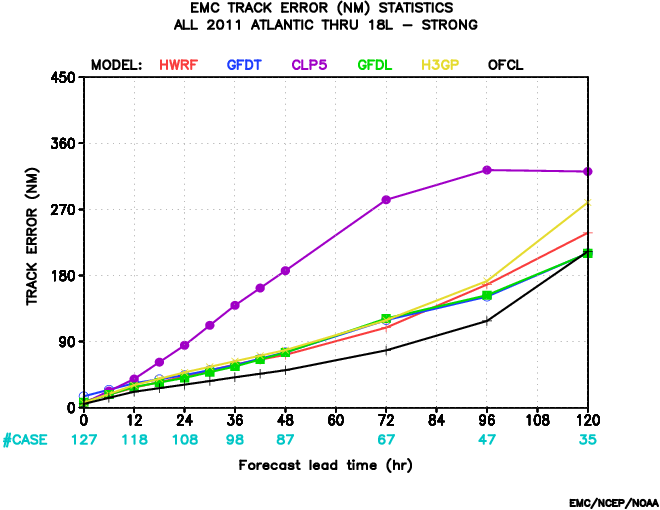 EMC TRACK ERROR (NM) STATISTICS
ALL 2011 ATLANTIC THRU 18L – STRONG
MODEL: HWRF GFDT CLP5 GFDL H3GP OFCL
450
360
270
180
90
0
TRACK ERROR (NM)
0 12 24 36 48 60 72 84 96 108 120
#CASE 127 118 108 98 87 67 47 35
Forecast lead time (hr)
EMC/NCEP/NOAA